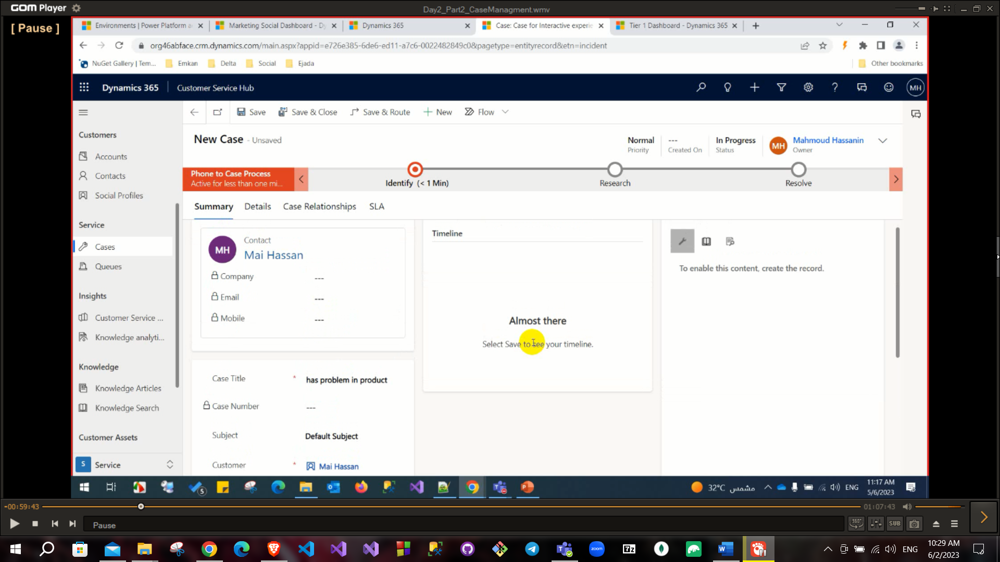 GOM Player
Day2_Part2_CaseManagment.wmv
[ Pause ]
Environments | Power Platform a
Marketing Social Dashboard - Dy
Dynamics 365
Case: Case for Interactive experie
Tier 1 Dashboard - Dynamics 365
org46abface.crm.dynamics.com/main.aspx?appid=e726e385-6de6-ed11-a7c6-0022482849c0&pagetype=entityrecord&etn=incident
NuGet Gallery | Tem...
Emkan
Delta
Social
Ejada
Other bookmarks
Dynamics 365
Customer Service Hub
MH
Save
Save & Close
Save & Route
New
Flow
Customers
Accounts
Contacts
Social Profiles
Service
Cases
Queues
Insights
Customer Service ...
Knowledge analyti...
Knowledge
Knowledge Articles
Knowledge Search
Customer Assets
S Service
New Case - Unsaved
Normal
Priority
---
Created On
In Progress
Status
MH
Mahmoud Hassanin
Owner
Phone to Case Process
Active for less than one mi...
Identify (< 1 Min)
Research
Resolve
Summary
Details
Case Relationships
SLA
MH
Contact
Mai Hassan
Company ---
Email ---
Mobile ---
Case Title * has problem in product
Case Number ---
Subject Default Subject
Customer * Mai Hassan
Timeline
Almost there
Select Save to see your timeline.
To enable this content, create the record.
5
32°C مشمس
ENG
11:17 AM
5/6/2023
-00:59:43
01:07:43
Pause
360°
SUB
zoom
7z
ENG
10:29 AM
6/2/2023